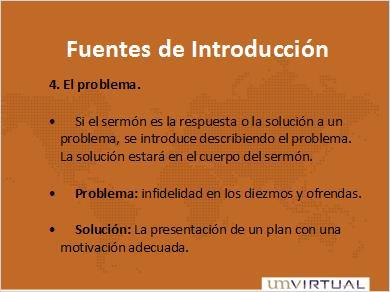 Fuentes de Introducción
4. El problema.
• Si el sermón es la respuesta o la solución a un
problema, se introduce describiendo el problema.
La solución estará en el cuerpo del sermón.
• Problema: infidelidad en los diezmos y ofrendas.
• Solución: La presentación de un plan con una
motivación adecuada.
umVIRTUAL